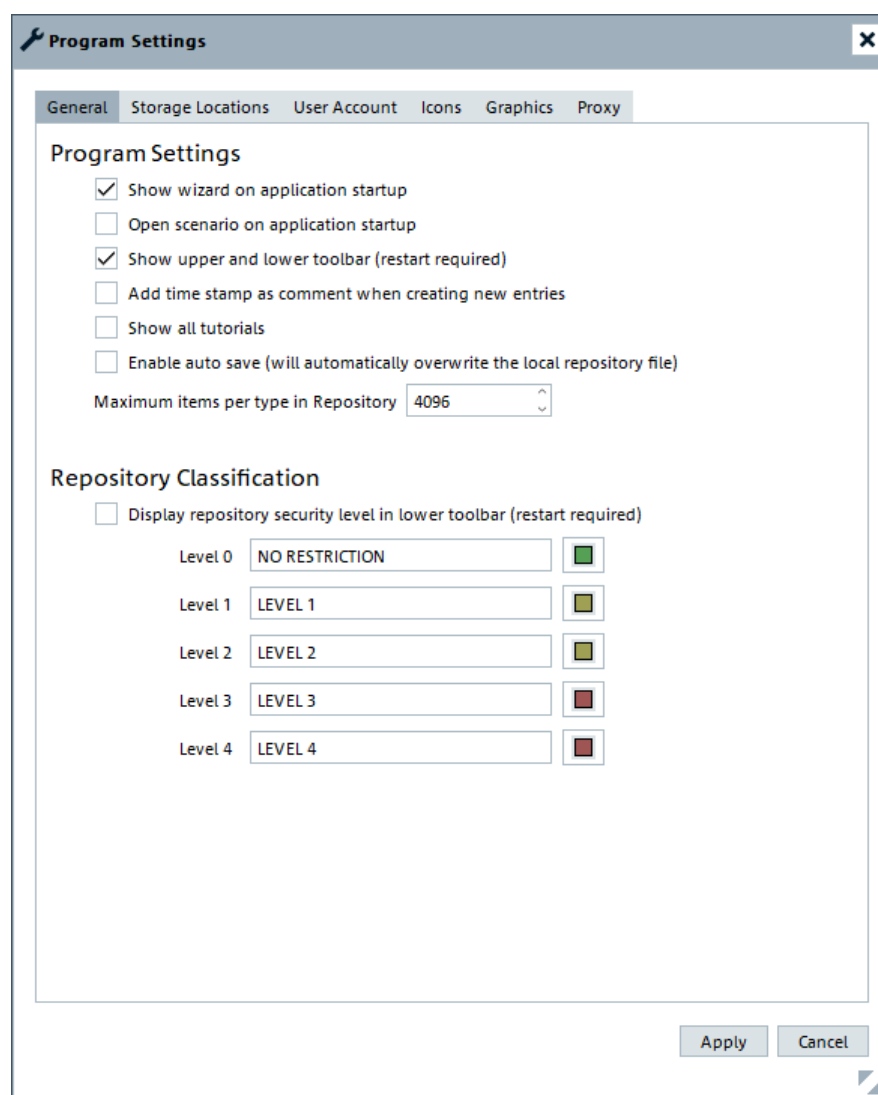 Program Settings
General Storage Locations User Account Icons Graphics Proxy
Program Settings
Show wizard on application startup
Open scenario on application startup
Show upper and lower toolbar (restart required)
Add time stamp as comment when creating new entries
Show all tutorials
Enable auto save (will automatically overwrite the local repository file)
Maximum items per type in Repository 4096
Repository Classification
Display repository security level in lower toolbar (restart required)
Level 0 NO RESTRICTION
Level 1 LEVEL 1
Level 2 LEVEL 2
Level 3 LEVEL 3
Level 4 LEVEL 4
Apply Cancel